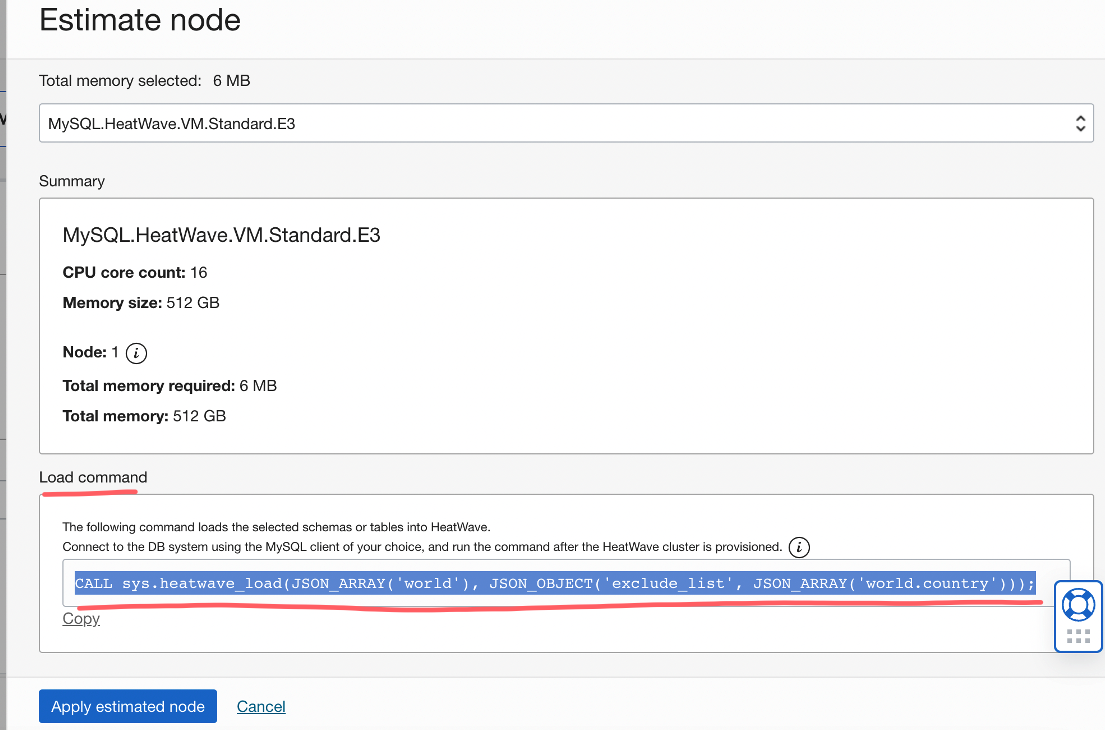 Estimate node
Total memory selected: 6 MB
MySQL.HeatWave.VM.Standard.E3
Summary
MySQL.HeatWave.VM.Standard.E3
CPU core count: 16
Memory size: 512 GB
Node: 1
Total memory required: 6 MB
Total memory: 512 GB
Load command
The following command loads the selected schemas or tables into HeatWave.
Connect to the DB system using the MySQL client of your choice, and run the command after the HeatWave cluster is provisioned.
CALL sys.heatwave_load(JSON_ARRAY('world'), JSON_OBJECT('exclude_list', JSON_ARRAY('world.country')));
Copy
Apply estimated node Cancel